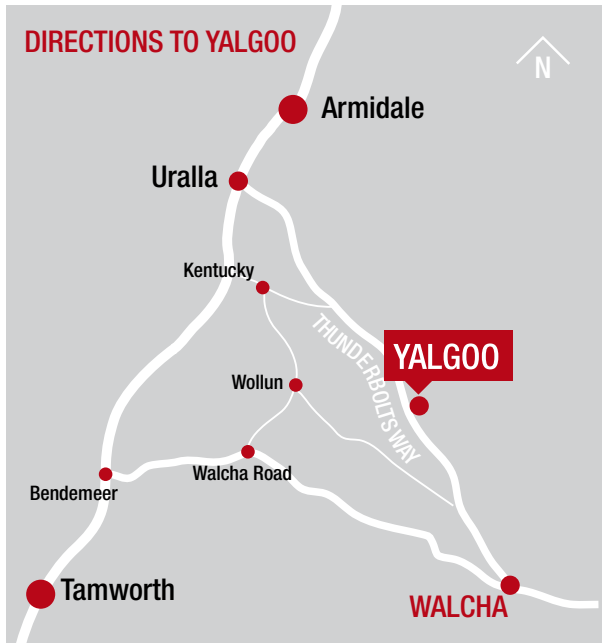 DIRECTIONS TO YALGOO
N
Armidale
Uralla
Kentucky
THUNDERBOLTS WAY
YALGOO
Wollun
Walcha Road
Bendemeer
Tamworth
WALCHA